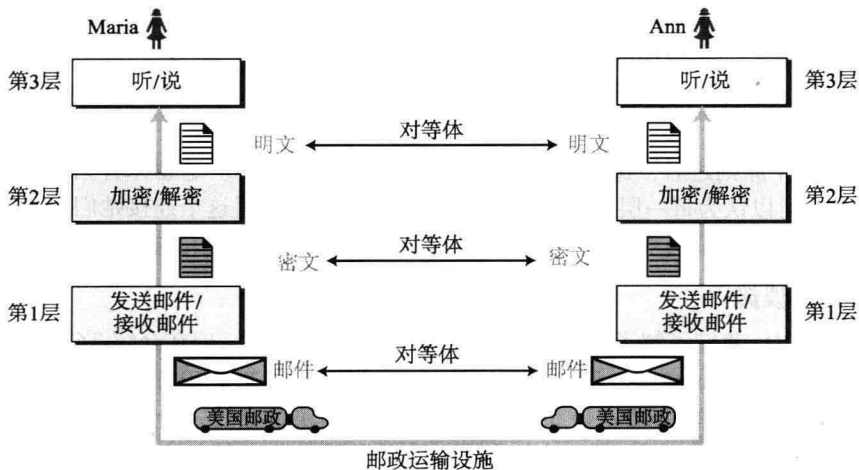 Maria
Ann
第3层
听/说
听/说
第3层
明文
对等体
明文
第2层
加密/解密
加密/解密
第2层
密文
对等体
密文
第1层
发送邮件/
接收邮件
发送邮件/
接收邮件
第1层
邮件
对等体
邮件
美国邮政
美国邮政
邮政运输设施